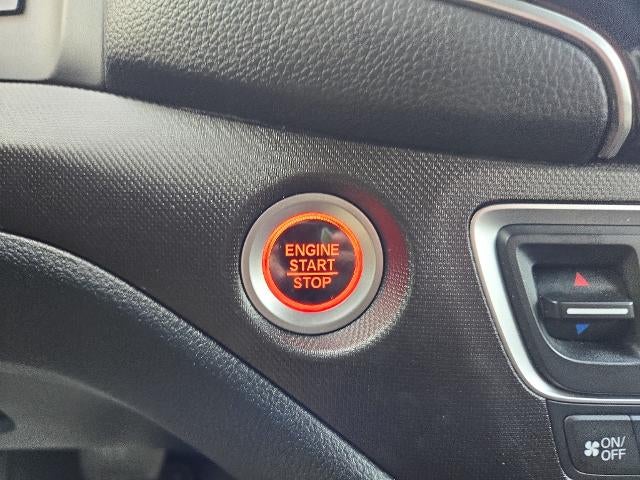 ENGINE
START
STOP
ON/
OFF